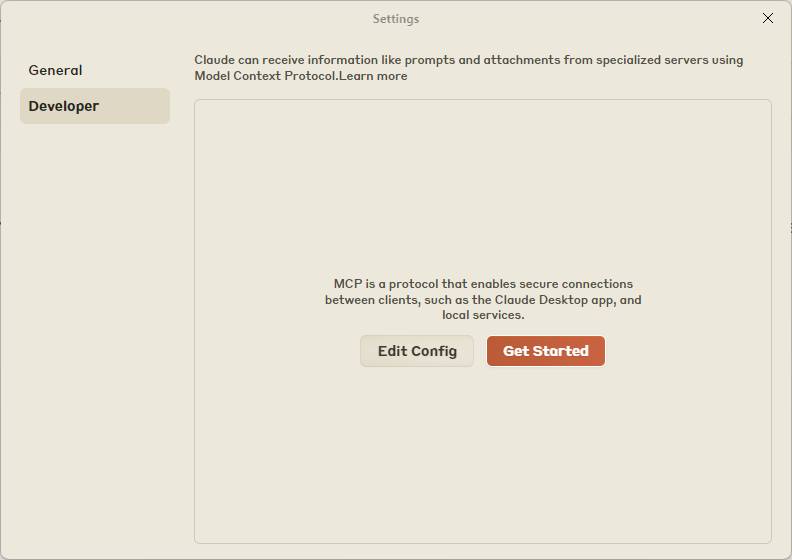 Settings
General
Developer
Claude can receive information like prompts and attachments from specialized servers using
Model Context Protocol.Learn more
MCP is a protocol that enables secure connections
between clients, such as the Claude Desktop app, and
local services.
Edit Config
Get Started